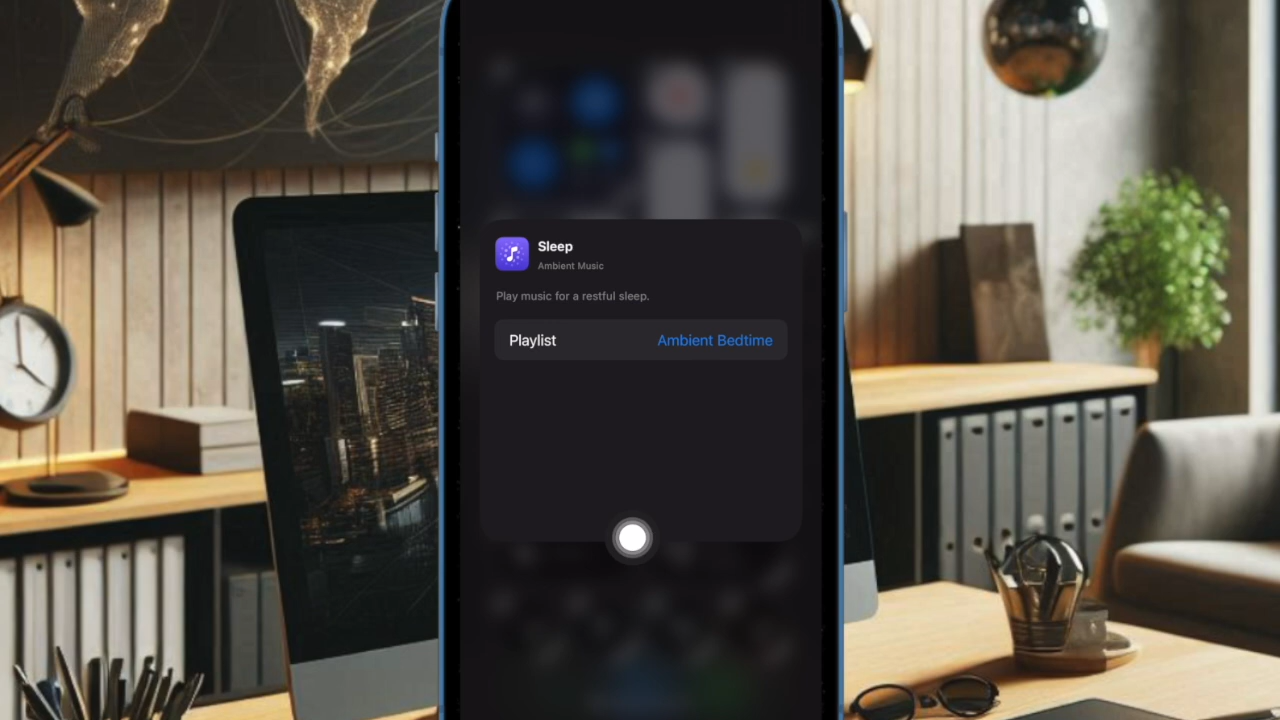 Sleep
Ambient Music
Play music for a restful sleep.
Playlist Ambient Bedtime